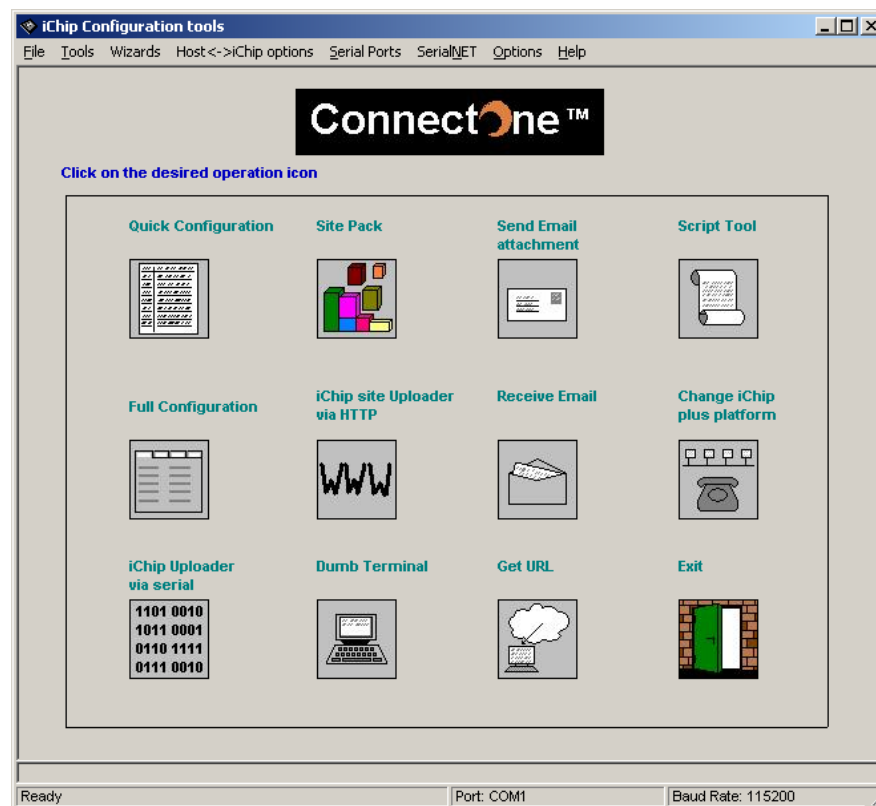 iChip Configuration tools
File Tools Wizards Host<->iChip options Serial Ports SerialNET Options Help
ConnectOne™
Click on the desired operation icon
Quick Configuration
Site Pack
Send Email
attachment
Script Tool
Full Configuration
iChip site Uploader
via HTTP
WWW
Receive Email
Change iChip
plus platform
iChip Uploader
via serial
1101 0010
1011 0001
0110 1111
0111 0010
Dumb Terminal
Get URL
Exit
Ready Port: COM1 Baud Rate: 115200